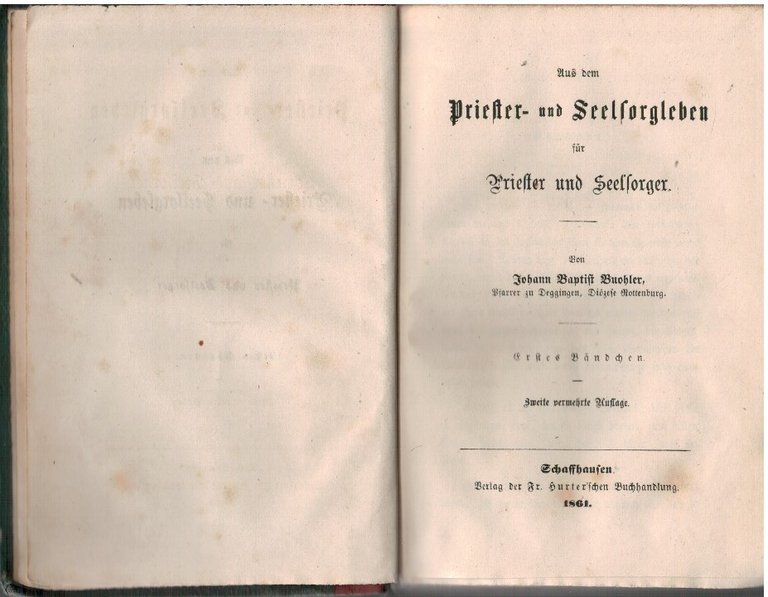 Aus dem
Priester- und Seelsorgleben
für
Priester und Seelsorger.
Von
Johann Baptist Buohler,
Pfarrer zu Deggingen, Diözese Rottenburg.
Erstes Bändchen.
Zweite vermehrte Auflage.
Schaffhausen.
Verlag der Fr. Hurter'schen Buchhandlung.
1861.